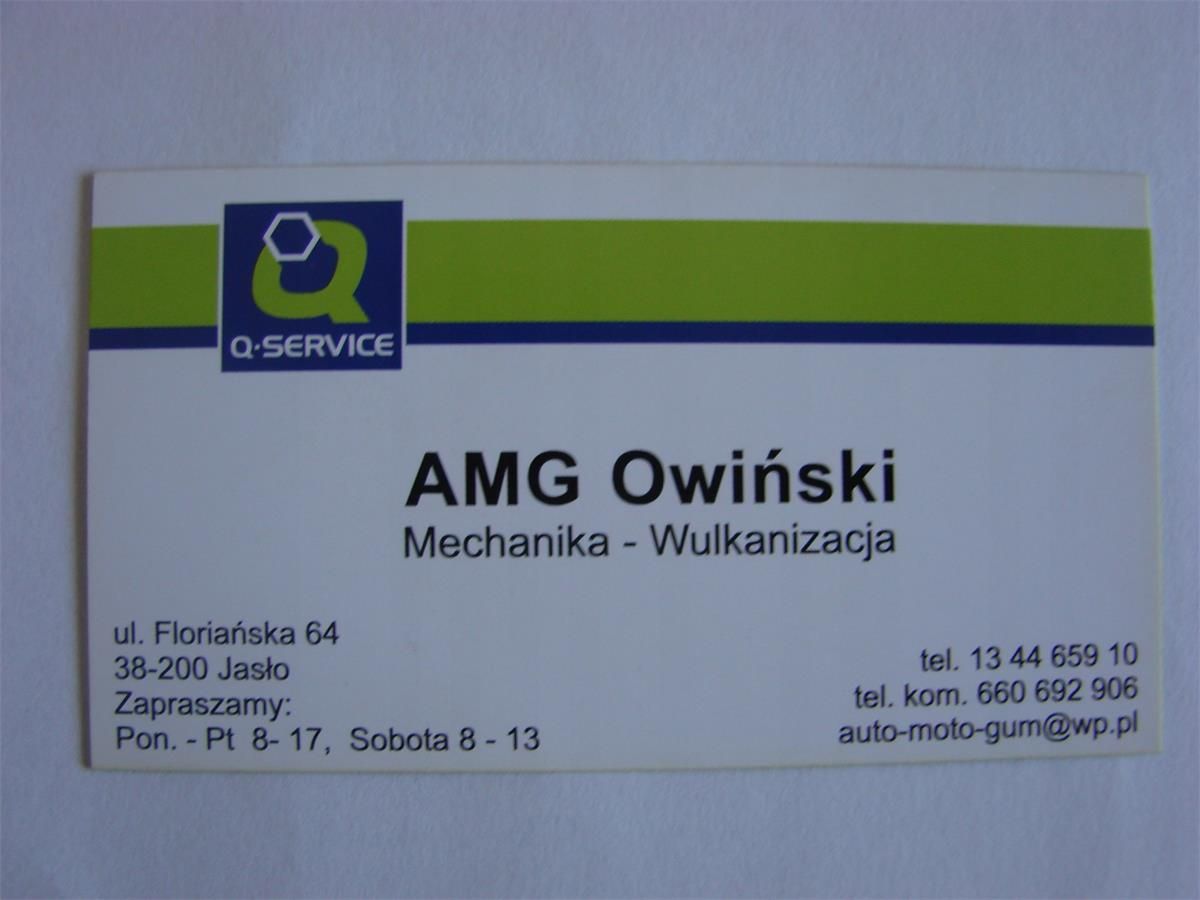 Q·SERVICE
AMG Owiński
Mechanika - Wulkanizacja
ul. Floriańska 64
38-200 Jasło
Zapraszamy:
Pon. - Pt 8- 17, Sobota 8 - 13
tel. 13 44 659 10
tel. kom. 660 692 906
auto-moto-gum@wp.pl